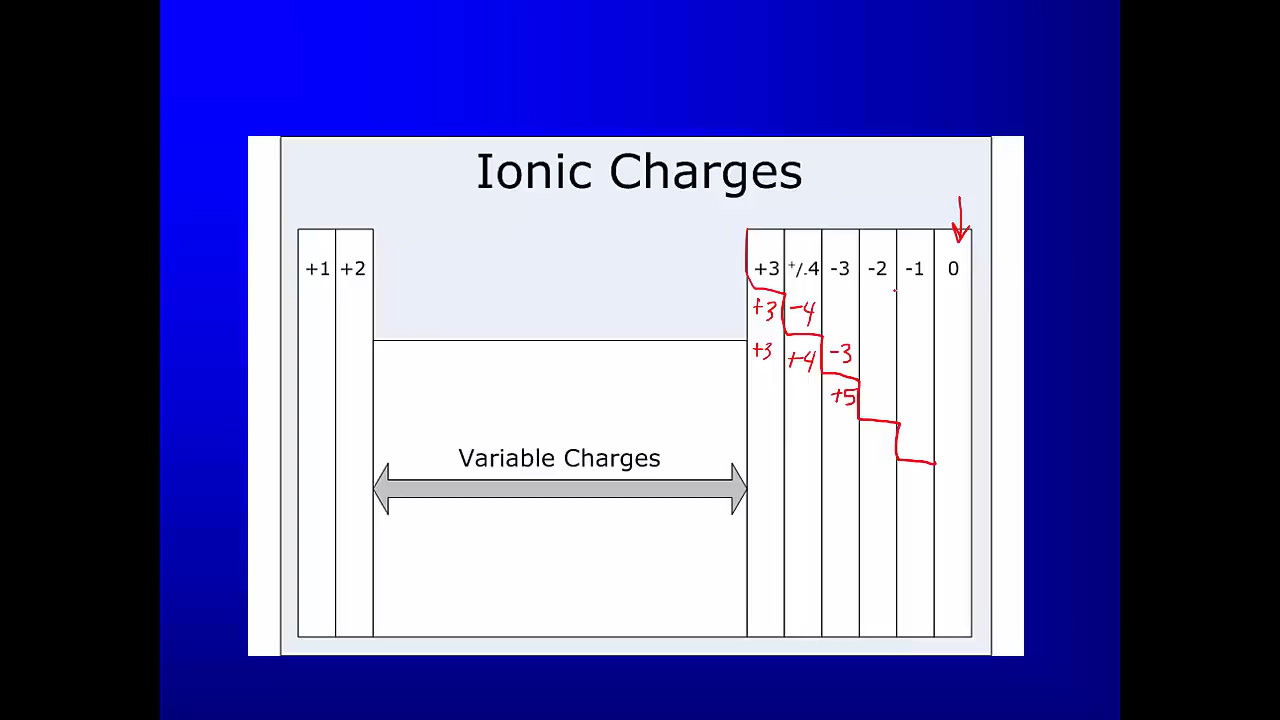 Ionic Charges
+1 +2 +3 +/-4 -3 -2 -1 0
+3 -4
+3 +4 -3
+5
Variable Charges